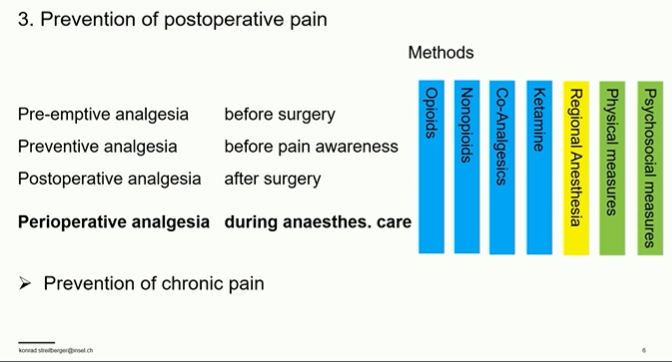 3. Prevention of postoperative pain
Methods
Pre-emptive analgesia before surgery
Preventive analgesia before pain awareness
Postoperative analgesia after surgery
Perioperative analgesia during anaesthes. care
Opioids
Nonopioids
Co-Analgesics
Ketamine
Regional Anesthesia
Physical measures
Psychosocial measures
Prevention of chronic pain
konrad.streitberger@insel.ch
6